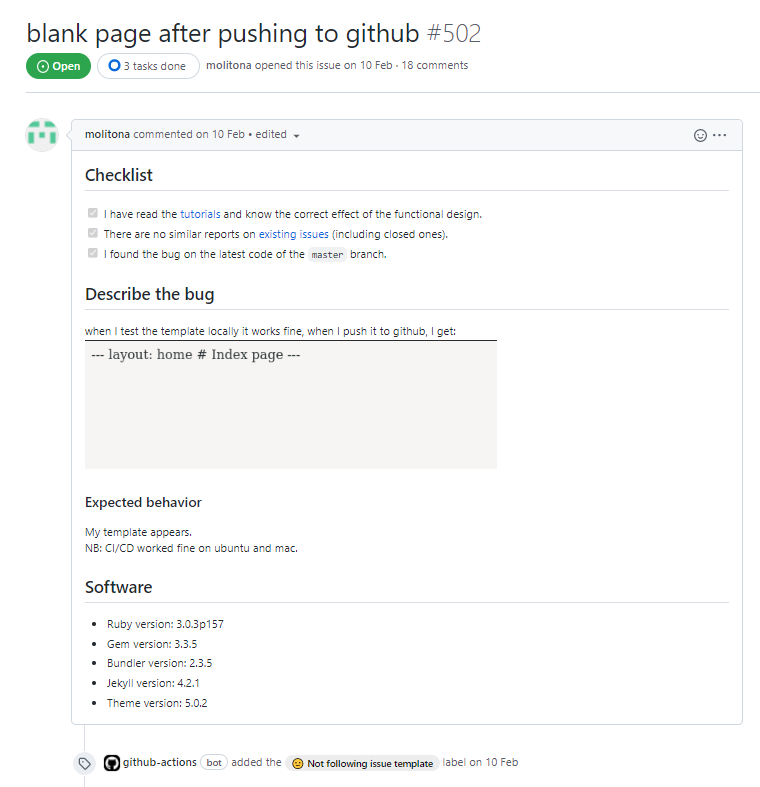 blank page after pushing to github #502
Open 3 tasks done molitona opened this issue on 10 Feb · 18 comments
molitona commented on 10 Feb • edited
Checklist
I have read the tutorials and know the correct effect of the functional design.
There are no similar reports on existing issues (including closed ones).
I found the bug on the latest code of the master branch.
Describe the bug
when I test the template locally it works fine, when I push it to github, I get:
--- layout: home # Index page ---
Expected behavior
My template appears.
NB: CI/CD worked fine on ubuntu and mac.
Software
Ruby version: 3.0.3p157
Gem version: 3.3.5
Bundler version: 2.3.5
Jekyll version: 4.2.1
Theme version: 5.0.2
github-actions bot added the Not following issue template label on 10 Feb